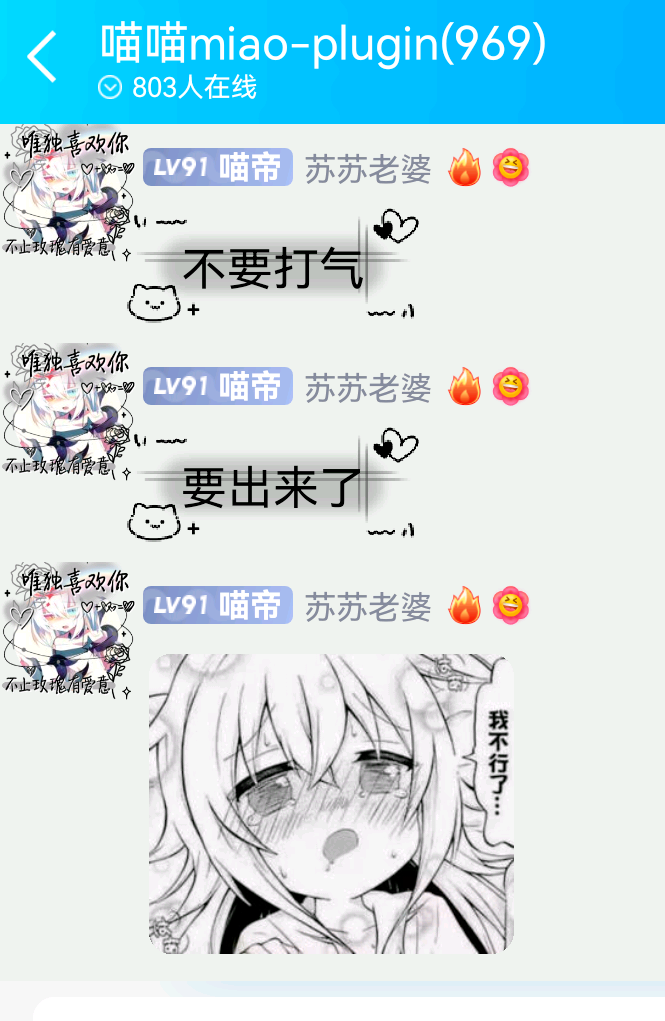 喵喵miao-plugin(969)
803人在线
唯独喜欢你
不止玫瑰有爱意
LV91 喵帝 苏苏老婆
不要打气
唯独喜欢你
不止玫瑰有爱意
LV91 喵帝 苏苏老婆
要出来了
唯独喜欢你
不止玫瑰有爱意
LV91 喵帝 苏苏老婆
我不行了…